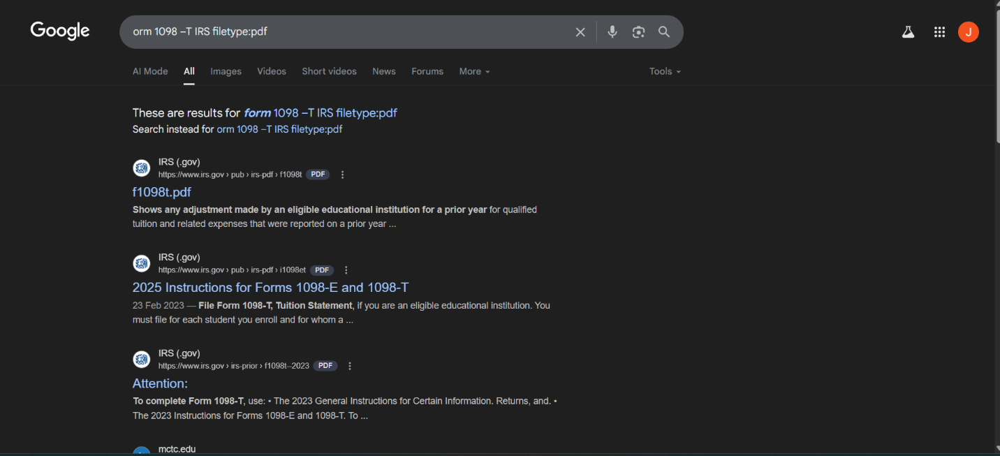 Google
orm 1098 –T IRS filetype:pdf
J
AI Mode All Images Videos Short videos News Forums More Tools
These are results for form 1098 –T IRS filetype:pdf
Search instead for orm 1098 –T IRS filetype:pdf
IRS (.gov)
https://www.irs.gov › pub › irs-pdf › f1098t PDF
f1098t.pdf
Shows any adjustment made by an eligible educational institution for a prior year for qualified
tuition and related expenses that were reported on a prior year ...
IRS (.gov)
https://www.irs.gov › pub › irs-pdf › i1098et PDF
2025 Instructions for Forms 1098-E and 1098-T
23 Feb 2023 — File Form 1098-T, Tuition Statement, if you are an eligible educational institution. You
must file for each student you enroll and for whom a ...
IRS (.gov)
https://www.irs.gov › irs-prior › f1098t--2023 PDF
Attention:
To complete Form 1098-T, use: • The 2023 General Instructions for Certain Information. Returns, and. •
The 2023 Instructions for Forms 1098-E and 1098-T. To ...
mctc.edu